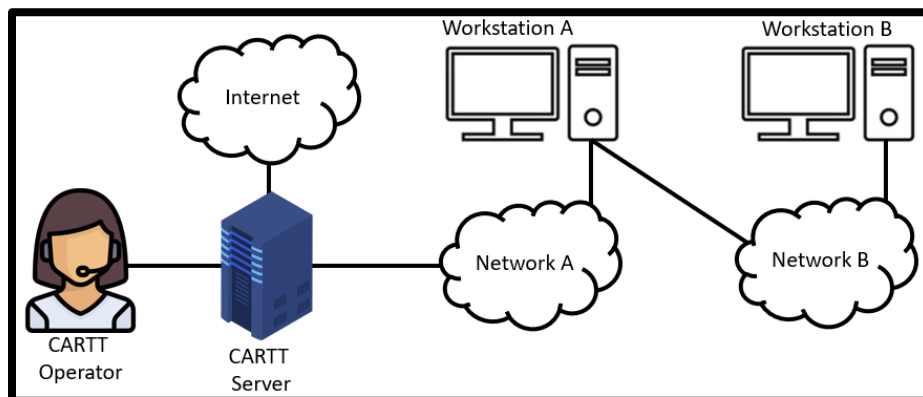 Workstation A
Workstation B
Internet
Network A
Network B
CARTT
Operator
CARTT
Server